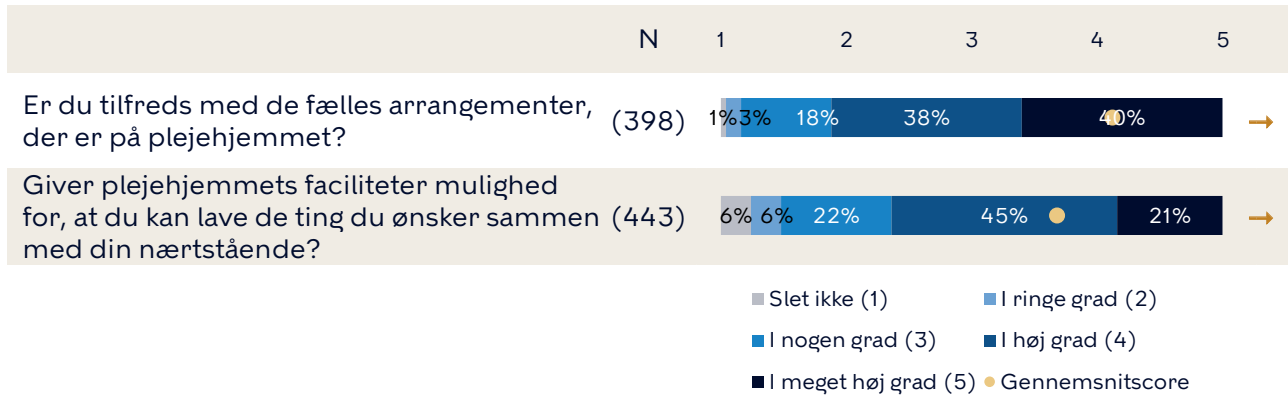 N 1 2 3 4 5
Er du tilfreds med de fælles arrangementer,
der er på plejehjemmet?
(398) 1% 3% 18% 38% 40% →
Giver plejehjemmets faciliteter mulighed
for, at du kan lave de ting du ønsker sammen
med din nærtstående?
(443) 6% 6% 22% 45% 21% →
Slet ikke (1) I ringe grad (2)
I nogen grad (3) I høj grad (4)
I meget høj grad (5) Gennemsnitscore